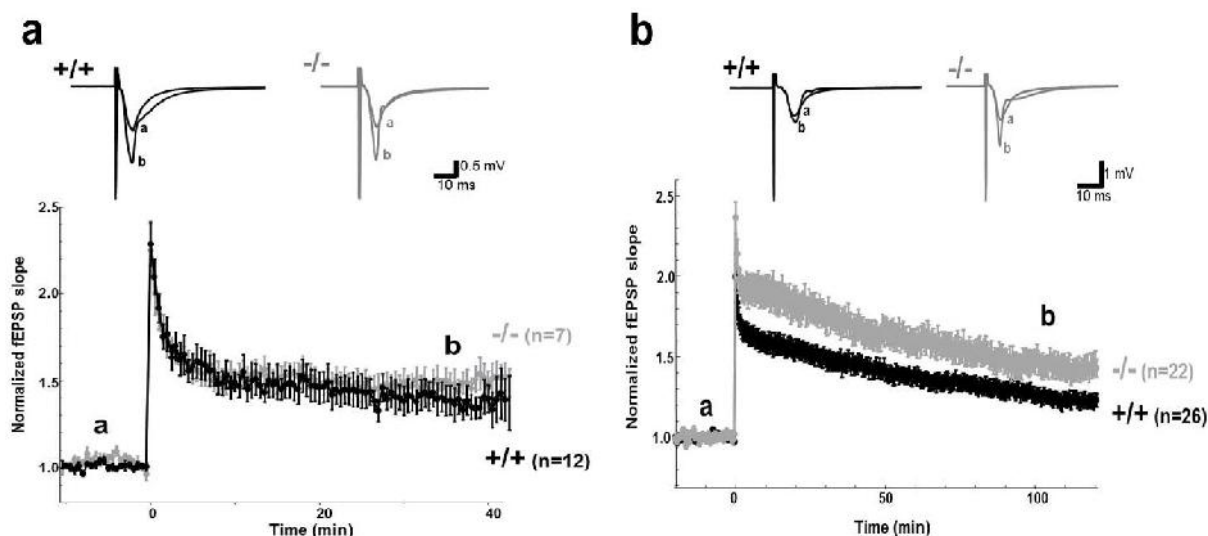 a
+/+
-/-
a
b
0.5 mV
10 ms
Normalized fEPSP slope
2.5
2.0
1.5
1.0
a
b
-/- (n=7)
+/+ (n=12)
0
20
40
Time (min)
b
+/+
-/-
a
b
a
b
1 mV
10 ms
Normalized fEPSP slope
2.5
2.0
1.5
1.0
a
b
-/- (n=22)
+/+ (n=26)
0
50
100
Time (min)